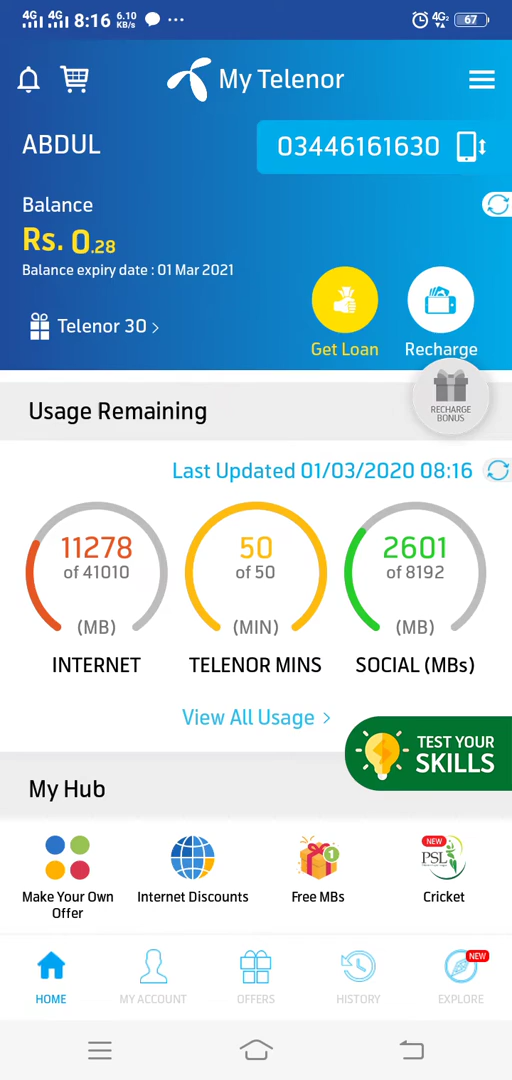 4G 4G 8:16 6.10 KB/s ... 4G2 67
My Telenor
ABDUL
03446161630
Balance
Rs. 0.28
Balance expiry date : 01 Mar 2021
Telenor 30 >
Get Loan
Recharge
RECHARGE
BONUS
Usage Remaining
Last Updated 01/03/2020 08:16
11278 50 2601
of 41010 of 50 of 8192
(MB) (MIN) (MB)
INTERNET TELENOR MINS SOCIAL (MBs)
View All Usage >
TEST YOUR
SKILLS
My Hub
1
NEW
PSL
Make Your Own
Offer
Internet Discounts
Free MBs
Cricket
NEW
HOME MY ACCOUNT OFFERS HISTORY EXPLORE